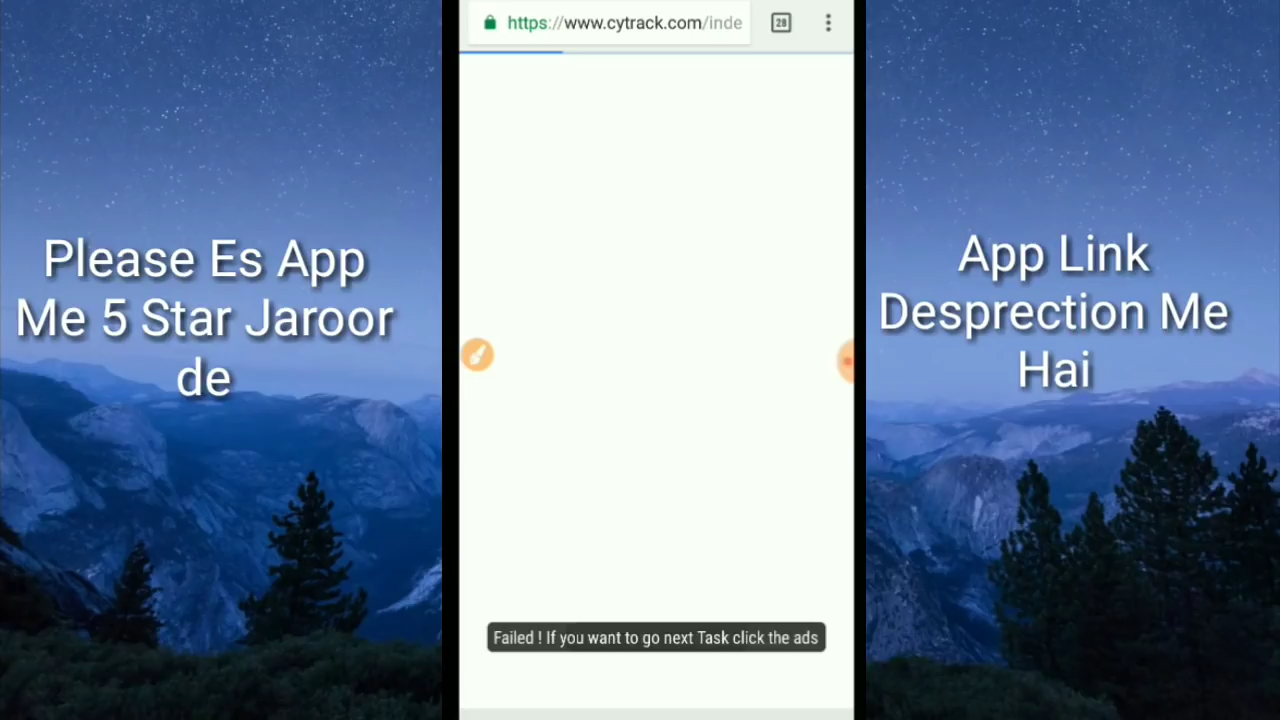 https://www.cytrack.com/inde
28
Please Es App
Me 5 Star Jaroor
de
App Link
Desprection Me
Hai
Failed ! If you want to go next Task click the ads